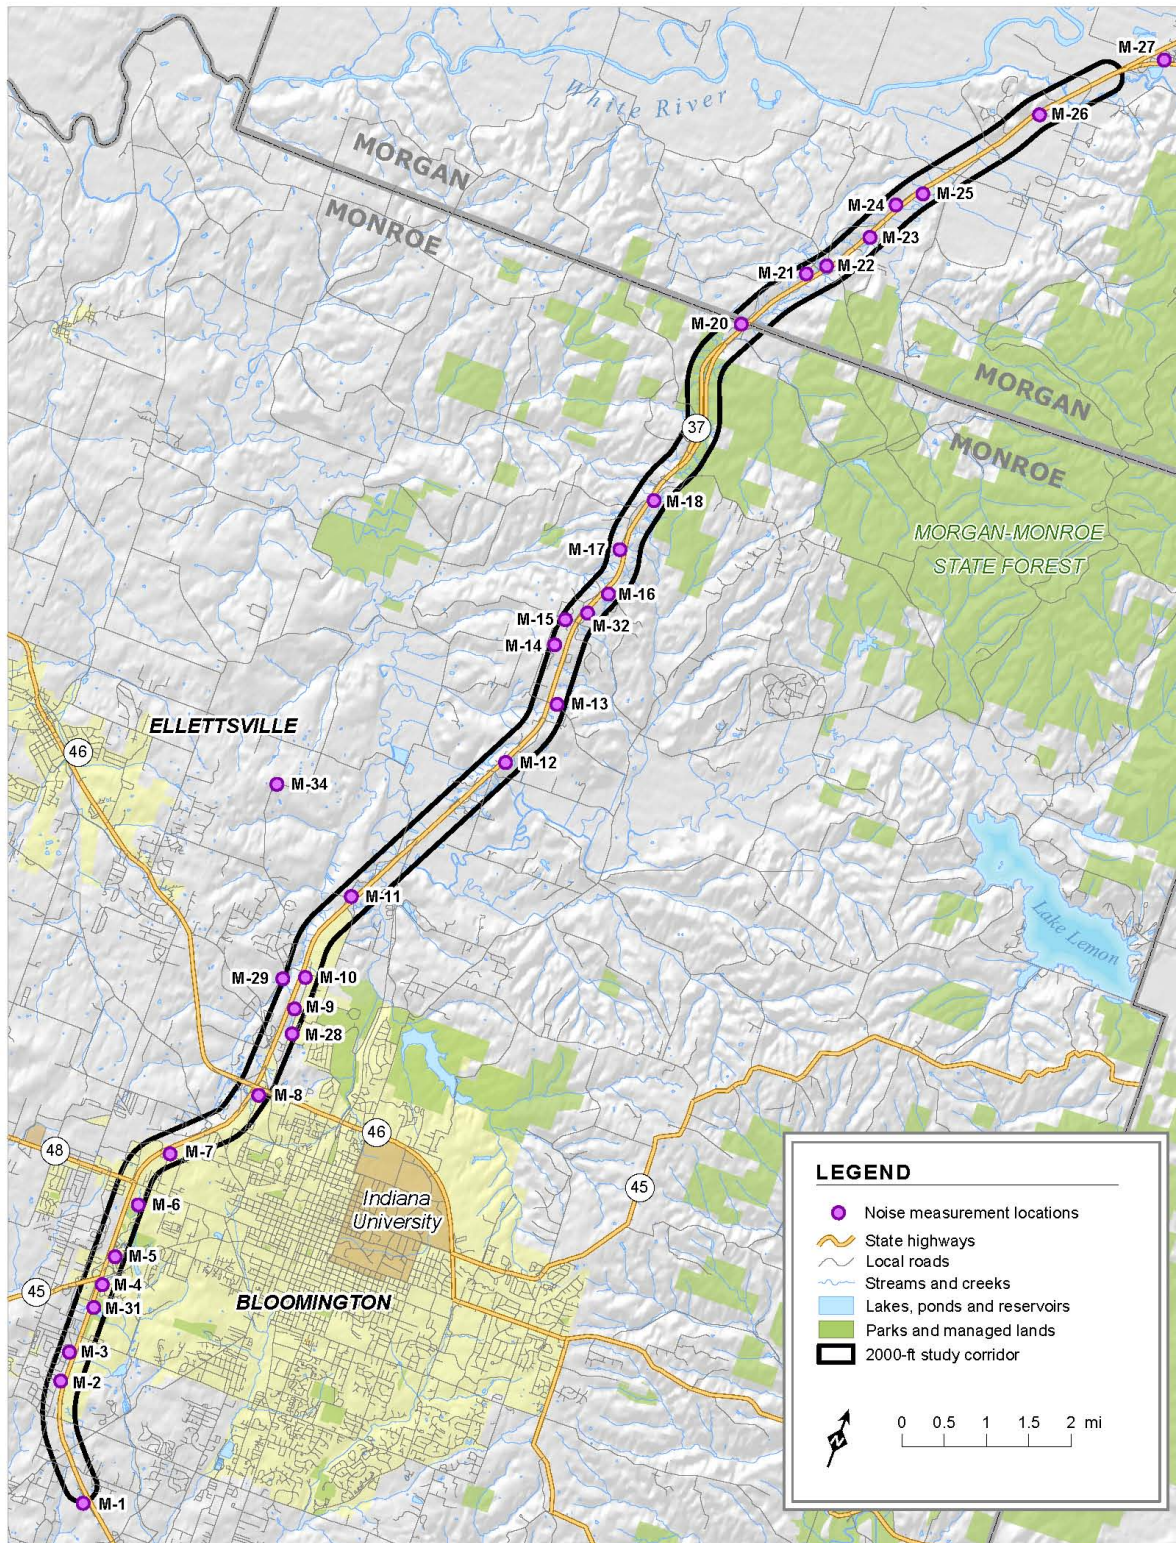 M-27
White River
M-26
MORGAN
MONROE
M-24
M-25
M-23
M-21
M-22
M-20
MORGAN
MONROE
37
M-18
MORGAN-MONROE
STATE FOREST
M-17
M-16
M-15
M-32
M-14
M-13
ELLETTSVILLE
46
M-12
M-34
M-11
Lake Lemon
M-29
M-10
M-9
M-28
M-8
46
48
M-7
45
Indiana
University
M-6
M-5
M-4
45
M-31
BLOOMINGTON
M-3
M-2
M-1
LEGEND
Noise measurement locations
State highways
Local roads
Streams and creeks
Lakes, ponds and reservoirs
Parks and managed lands
2000-ft study corridor
N
0 0.5 1 1.5 2 mi